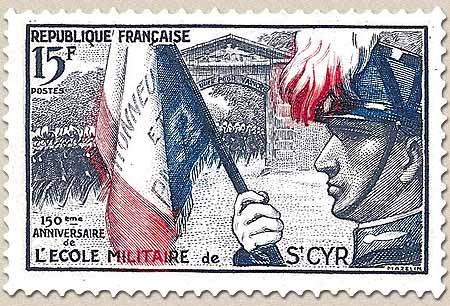 REPUBLIQUE FRANÇAISE
15F
POSTES
150ème
ANNIVERSAIRE
de
L'ECOLE MILITAIRE de ST CYR
MAZELIN